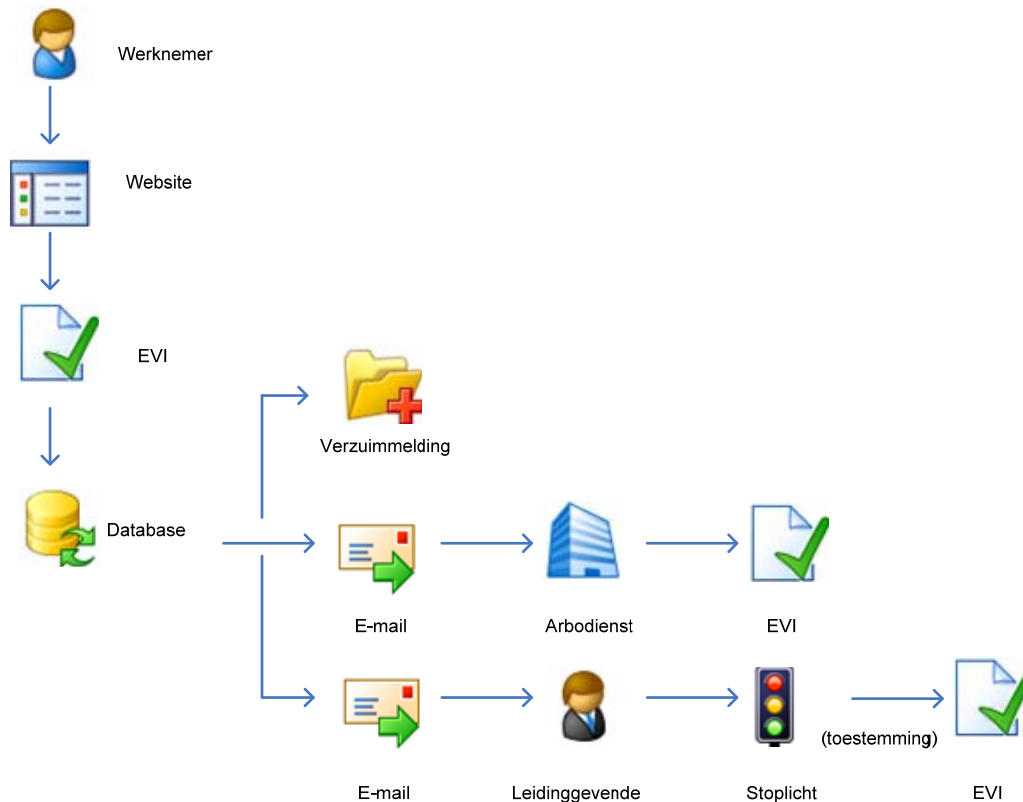 Werknemer
Website
EVI
Verzuimmelding
Database
E-mail
Arbodienst
EVI
(toestemming)
E-mail
Leidinggevende
Stoplicht
EVI